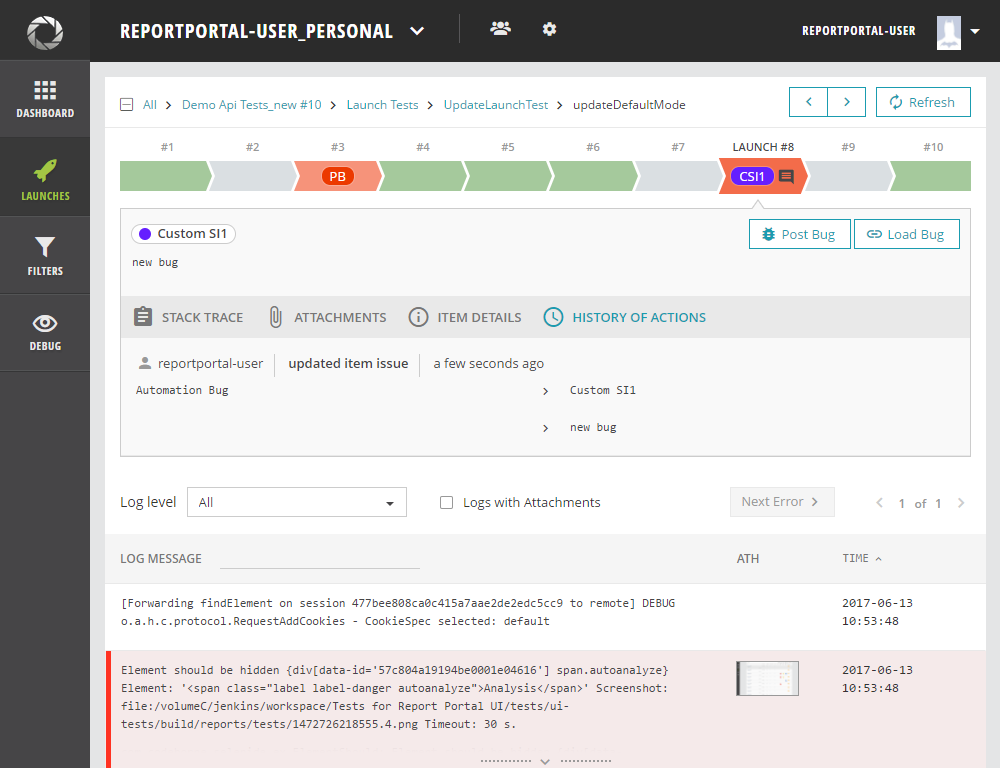 REPORTPORTAL-USER_PERSONAL
REPORTPORTAL-USER
DASHBOARD
LAUNCHES
FILTERS
DEBUG
All > Demo Api Tests_new #10 > Launch Tests > UpdateLaunchTest > updateDefaultMode
Refresh
#1 #2 #3 #4 #5 #6 #7 LAUNCH #8 #9 #10
PB CSI1
Custom SI1
Post Bug Load Bug
new bug
STACK TRACE ATTACHMENTS ITEM DETAILS HISTORY OF ACTIONS
reportportal-user updated item issue a few seconds ago
Automation Bug > Custom SI1
> new bug
Log level All Logs with Attachments Next Error > < 1 of 1 >
LOG MESSAGE ATH TIME
[Forwarding findElement on session 477bee808ca0c415a7aae2de2edc5cc9 to remote] DEBUG 2017-06-13
o.a.h.c.protocol.RequestAddCookies - CookieSpec selected: default 10:53:48
Element should be hidden {div[data-id='57c804a19194be0001e04616'] span.autoanalyze} 2017-06-13
Element: '<span class="label label-danger autoanalyze">Analysis</span>' Screenshot: 10:53:48
file:/volumeC/jenkins/workspace/Tests for Report Portal UI/tests/ui-
tests/build/reports/tests/1472726218555.4.png Timeout: 30 s.